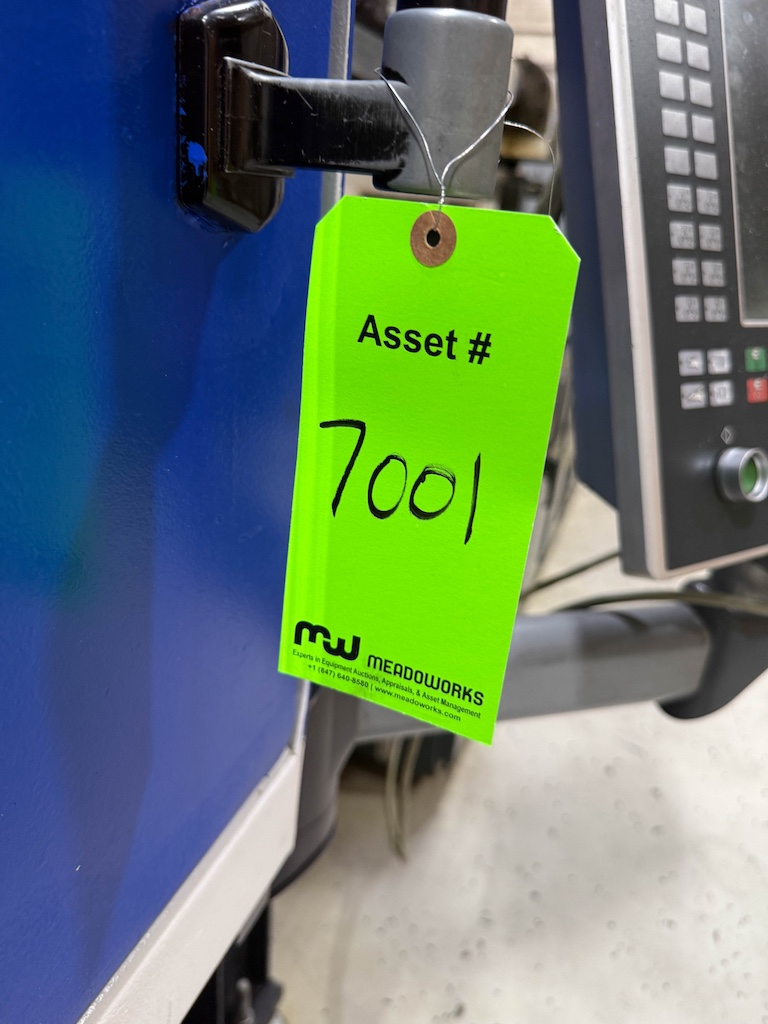 Asset #
7001
mw MEADOWORKS
Experts in Equipment Auctions, Appraisals, & Asset Management
+1 (847) 640-8580 | www.meadoworks.com